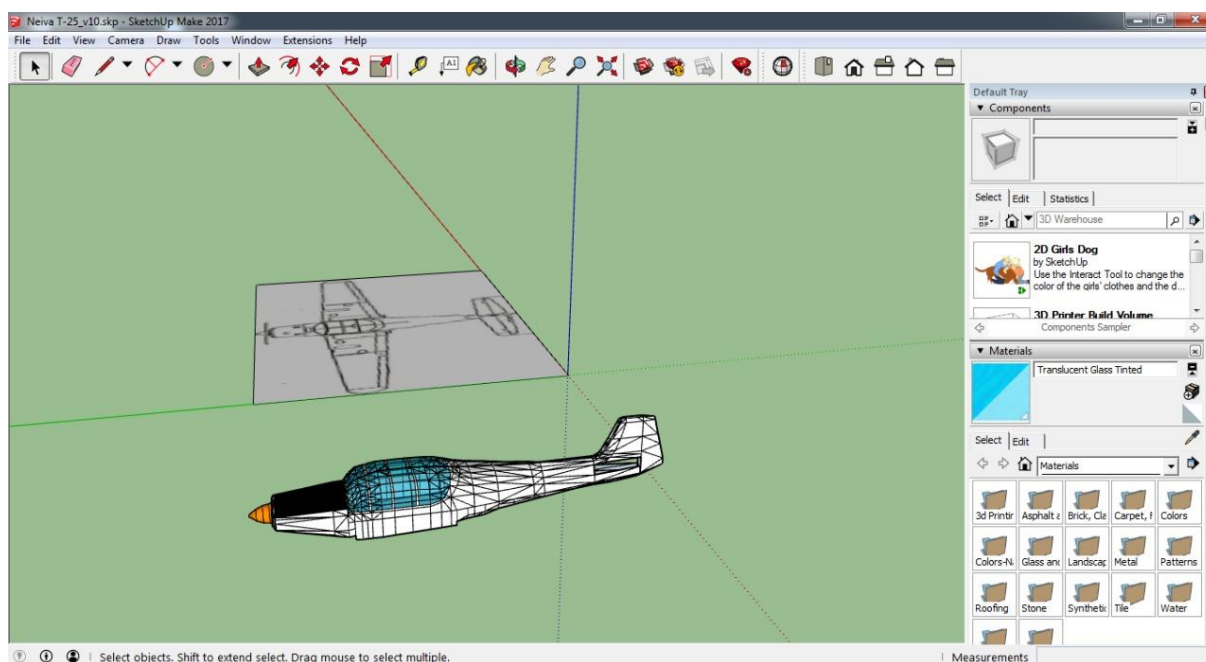 Neiva T-25_v10.skp - SketchUp Make 2017
File Edit View Camera Draw Tools Window Extensions Help
A1
Default Tray
Components
Select Edit Statistics
3D Warehouse
2D Girls Dog
by SketchUp
Use the Interact Tool to change the
color of the girls' clothes and the d...
3D Printer Build Volume
Components Sampler
Materials
Translucent Glass Tinted
Select Edit
Materials
3d Printir Asphalt a Brick, Cla Carpet, F Colors
Colors-Na Glass and Landscap Metal Patterns
Roofing Stone Synthetic Tile Water
Select objects. Shift to extend select. Drag mouse to select multiple.
Measurements